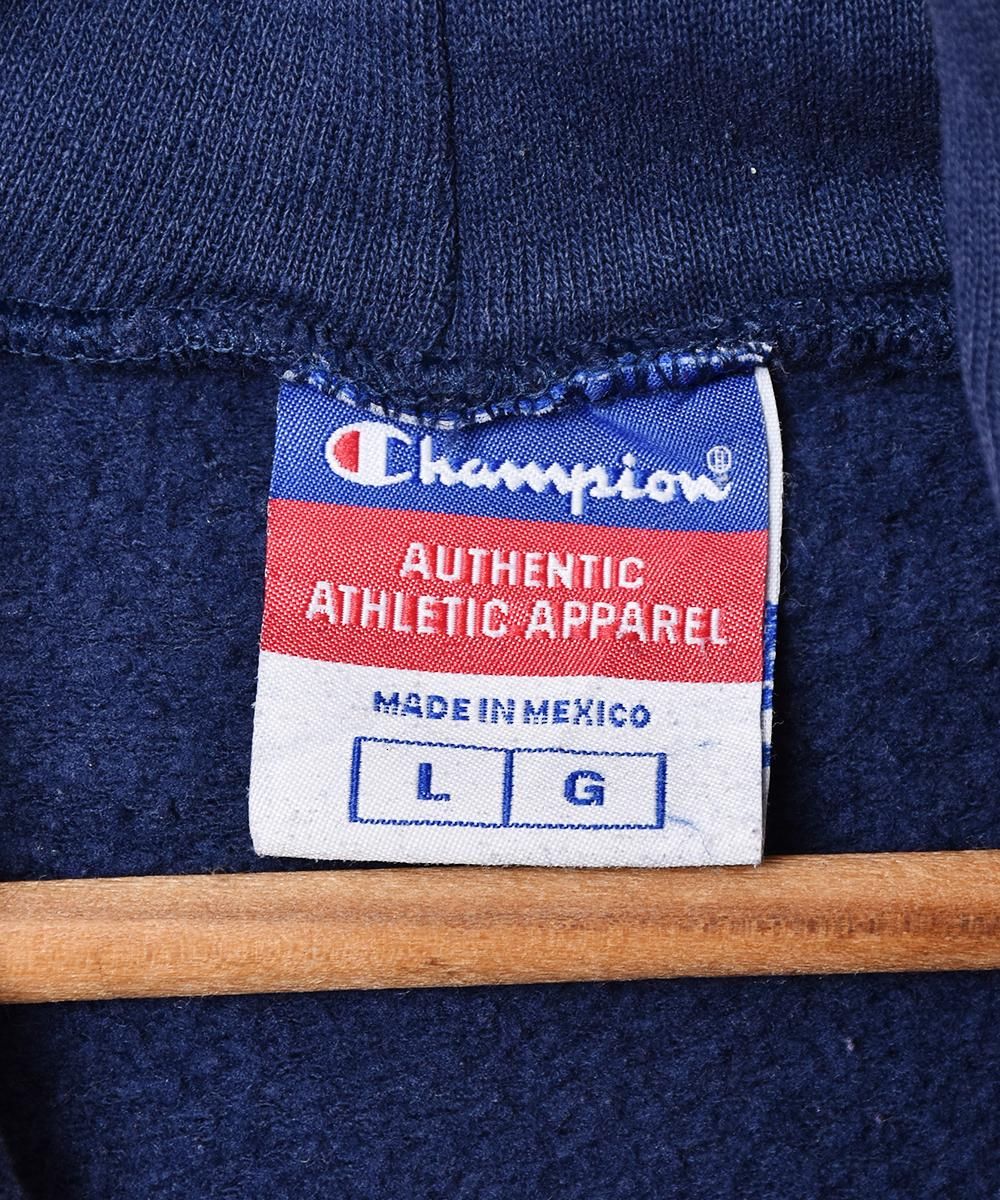 Champion®
AUTHENTIC
ATHLETIC APPAREL
MADE IN MEXICO
L G